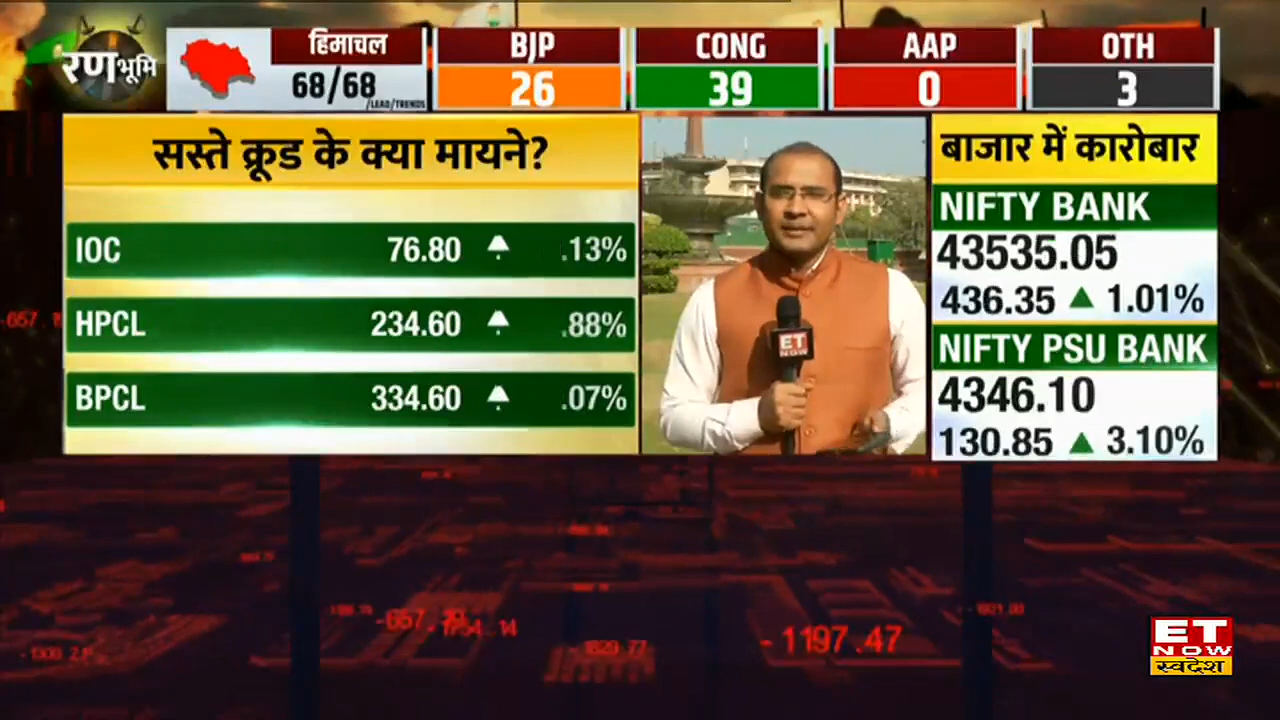 रणभूमि
हिमाचल
68/68
/LEAD/TRENDS
BJP
26
CONG
39
AAP
0
OTH
3
सस्ते क्रूड के क्या मायने?
IOC 76.80 .13%
HPCL 234.60 .88%
BPCL 334.60 .07%
ET
NOW
बाजार में कारोबार
NIFTY BANK
43535.05
436.35 ▲ 1.01%
NIFTY PSU BANK
4346.10
130.85 ▲ 3.10%
- 1197.47
ET
NOW
स्वदेश